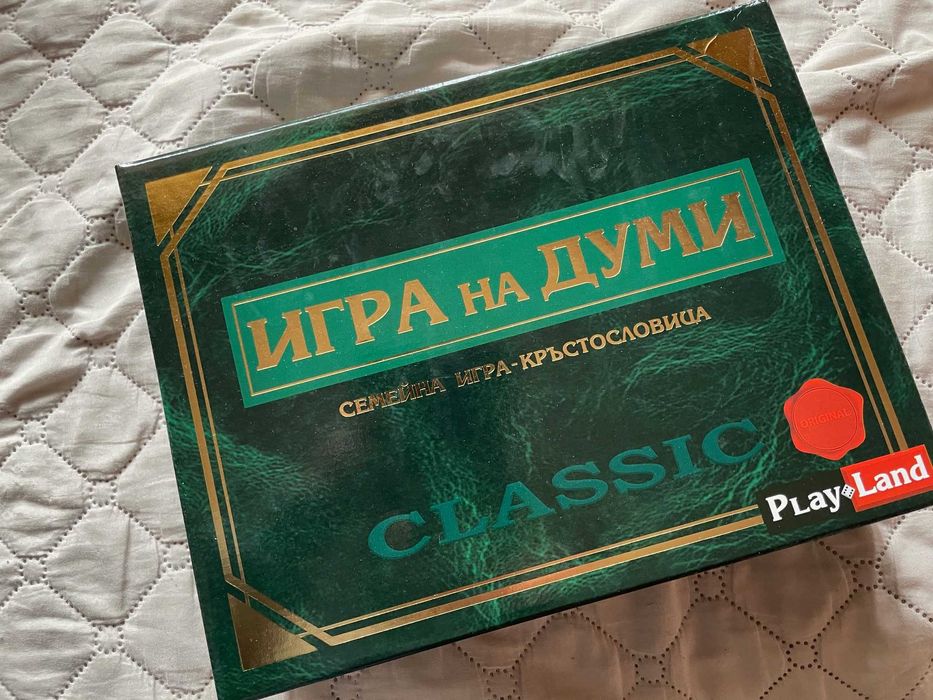 ИГРА НА ДУМИ
СЕМЕЙНА ИГРА-КРЪСТОСЛОВИЦА
CLASSIC
ORIGINAL
PLay Land